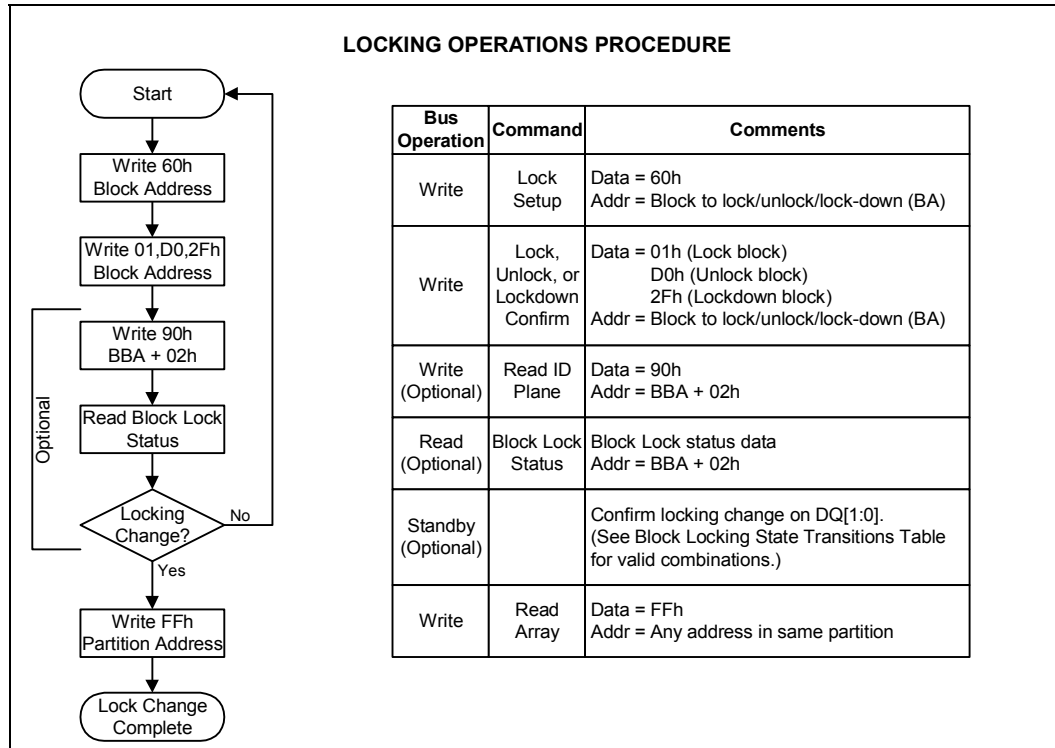 LOCKING OPERATIONS PROCEDURE
Start
Write 60h
Block Address
Write 01,D0,2Fh
Block Address
Optional
Write 90h
BBA + 02h
Read Block Lock
Status
Locking
Change?
No
Yes
Write FFh
Partition Address
Lock Change
Complete
Bus
Operation
Command
Comments
Write
Lock
Setup
Data = 60h
Addr = Block to lock/unlock/lock-down (BA)
Write
Lock,
Unlock, or
Lockdown
Confirm
Data = 01h (Lock block)
D0h (Unlock block)
2Fh (Lockdown block)
Addr = Block to lock/unlock/lock-down (BA)
Write
(Optional)
Read ID
Plane
Data = 90h
Addr = BBA + 02h
Read
(Optional)
Block Lock
Status
Block Lock status data
Addr = BBA + 02h
Standby
(Optional)
Confirm locking change on DQ[1:0].
(See Block Locking State Transitions Table
for valid combinations.)
Write
Read
Array
Data = FFh
Addr = Any address in same partition